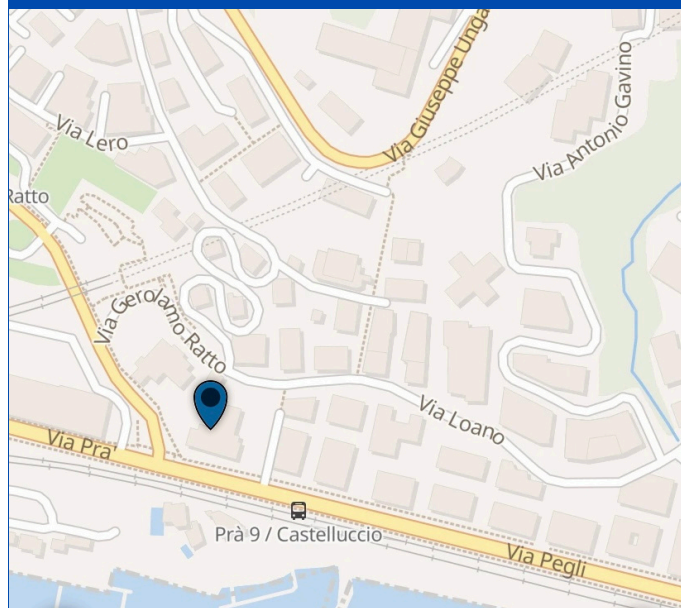 Via Giuseppe Unga
Via Antonio Gavino
Via Lero
Ratto
Via Gerolamo Ratto
Via Loano
Via Pra'
Prà 9 / Castelluccio
Via Pegli